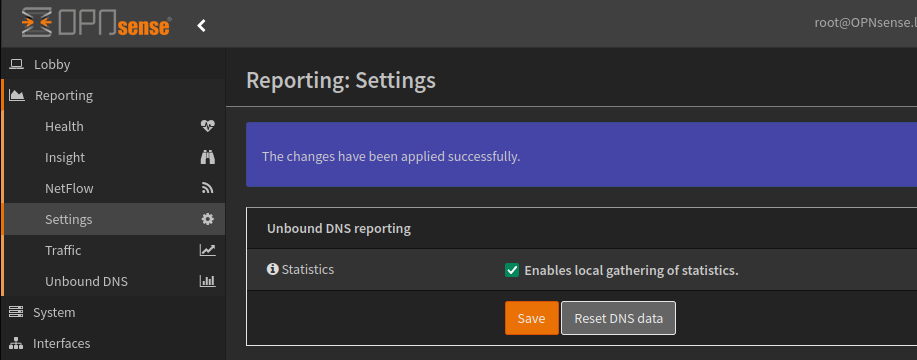 OPNsense
root@OPNsense.l
Lobby
Reporting
Health
Insight
NetFlow
Settings
Traffic
Unbound DNS
System
Interfaces
Reporting: Settings
The changes have been applied successfully.
Unbound DNS reporting
Statistics
Enables local gathering of statistics.
Save
Reset DNS data